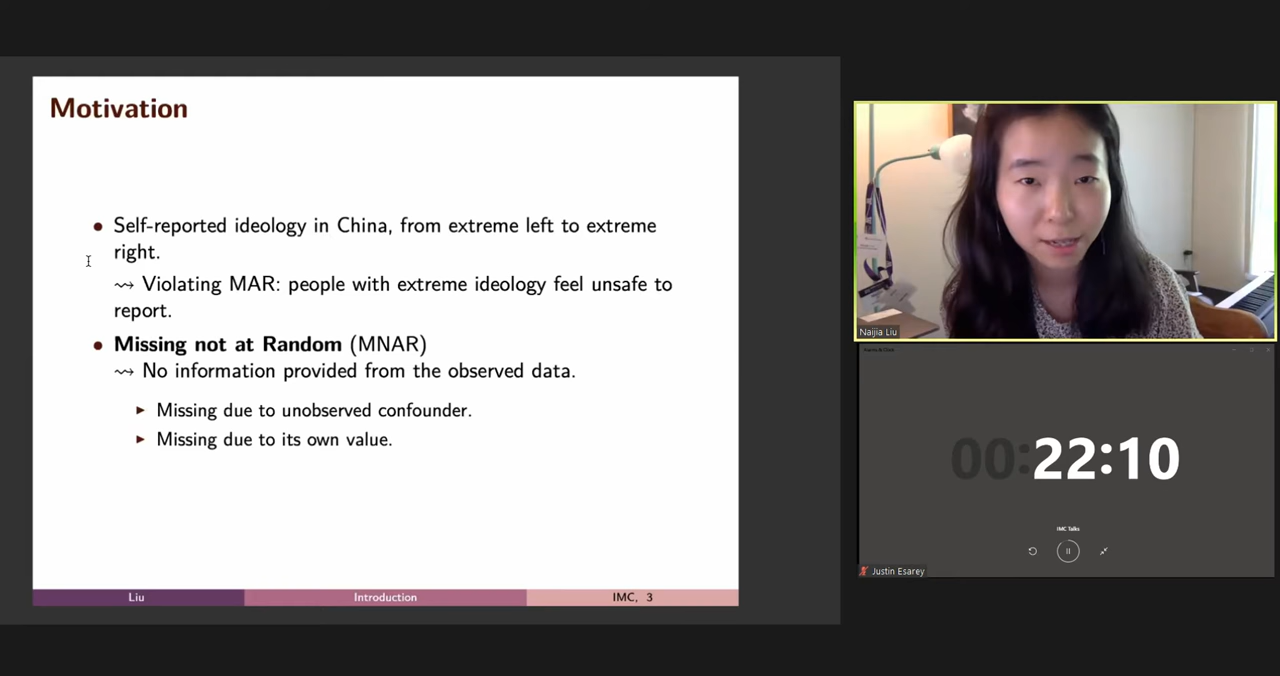 Motivation
• Self-reported ideology in China, from extreme left to extreme
right.
⇝ Violating MAR: people with extreme ideology feel unsafe to
report.
• Missing not at Random (MNAR)
⇝ No information provided from the observed data.
▶ Missing due to unobserved confounder.
▶ Missing due to its own value.
Liu
Introduction
IMC, 3
Naijia Liu
00:22:10
IMC Talks
Justin Esarey